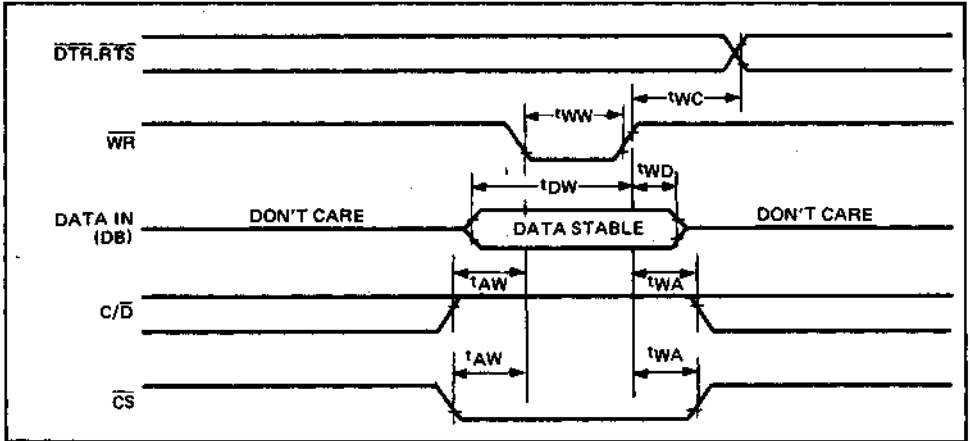 DTR.RTS
tWC
tWW
WR
tDW
tWD
DATA IN
(DB)
DON'T CARE
DATA STABLE
DON'T CARE
tAW
tWA
C/D
tAW
tWA
CS